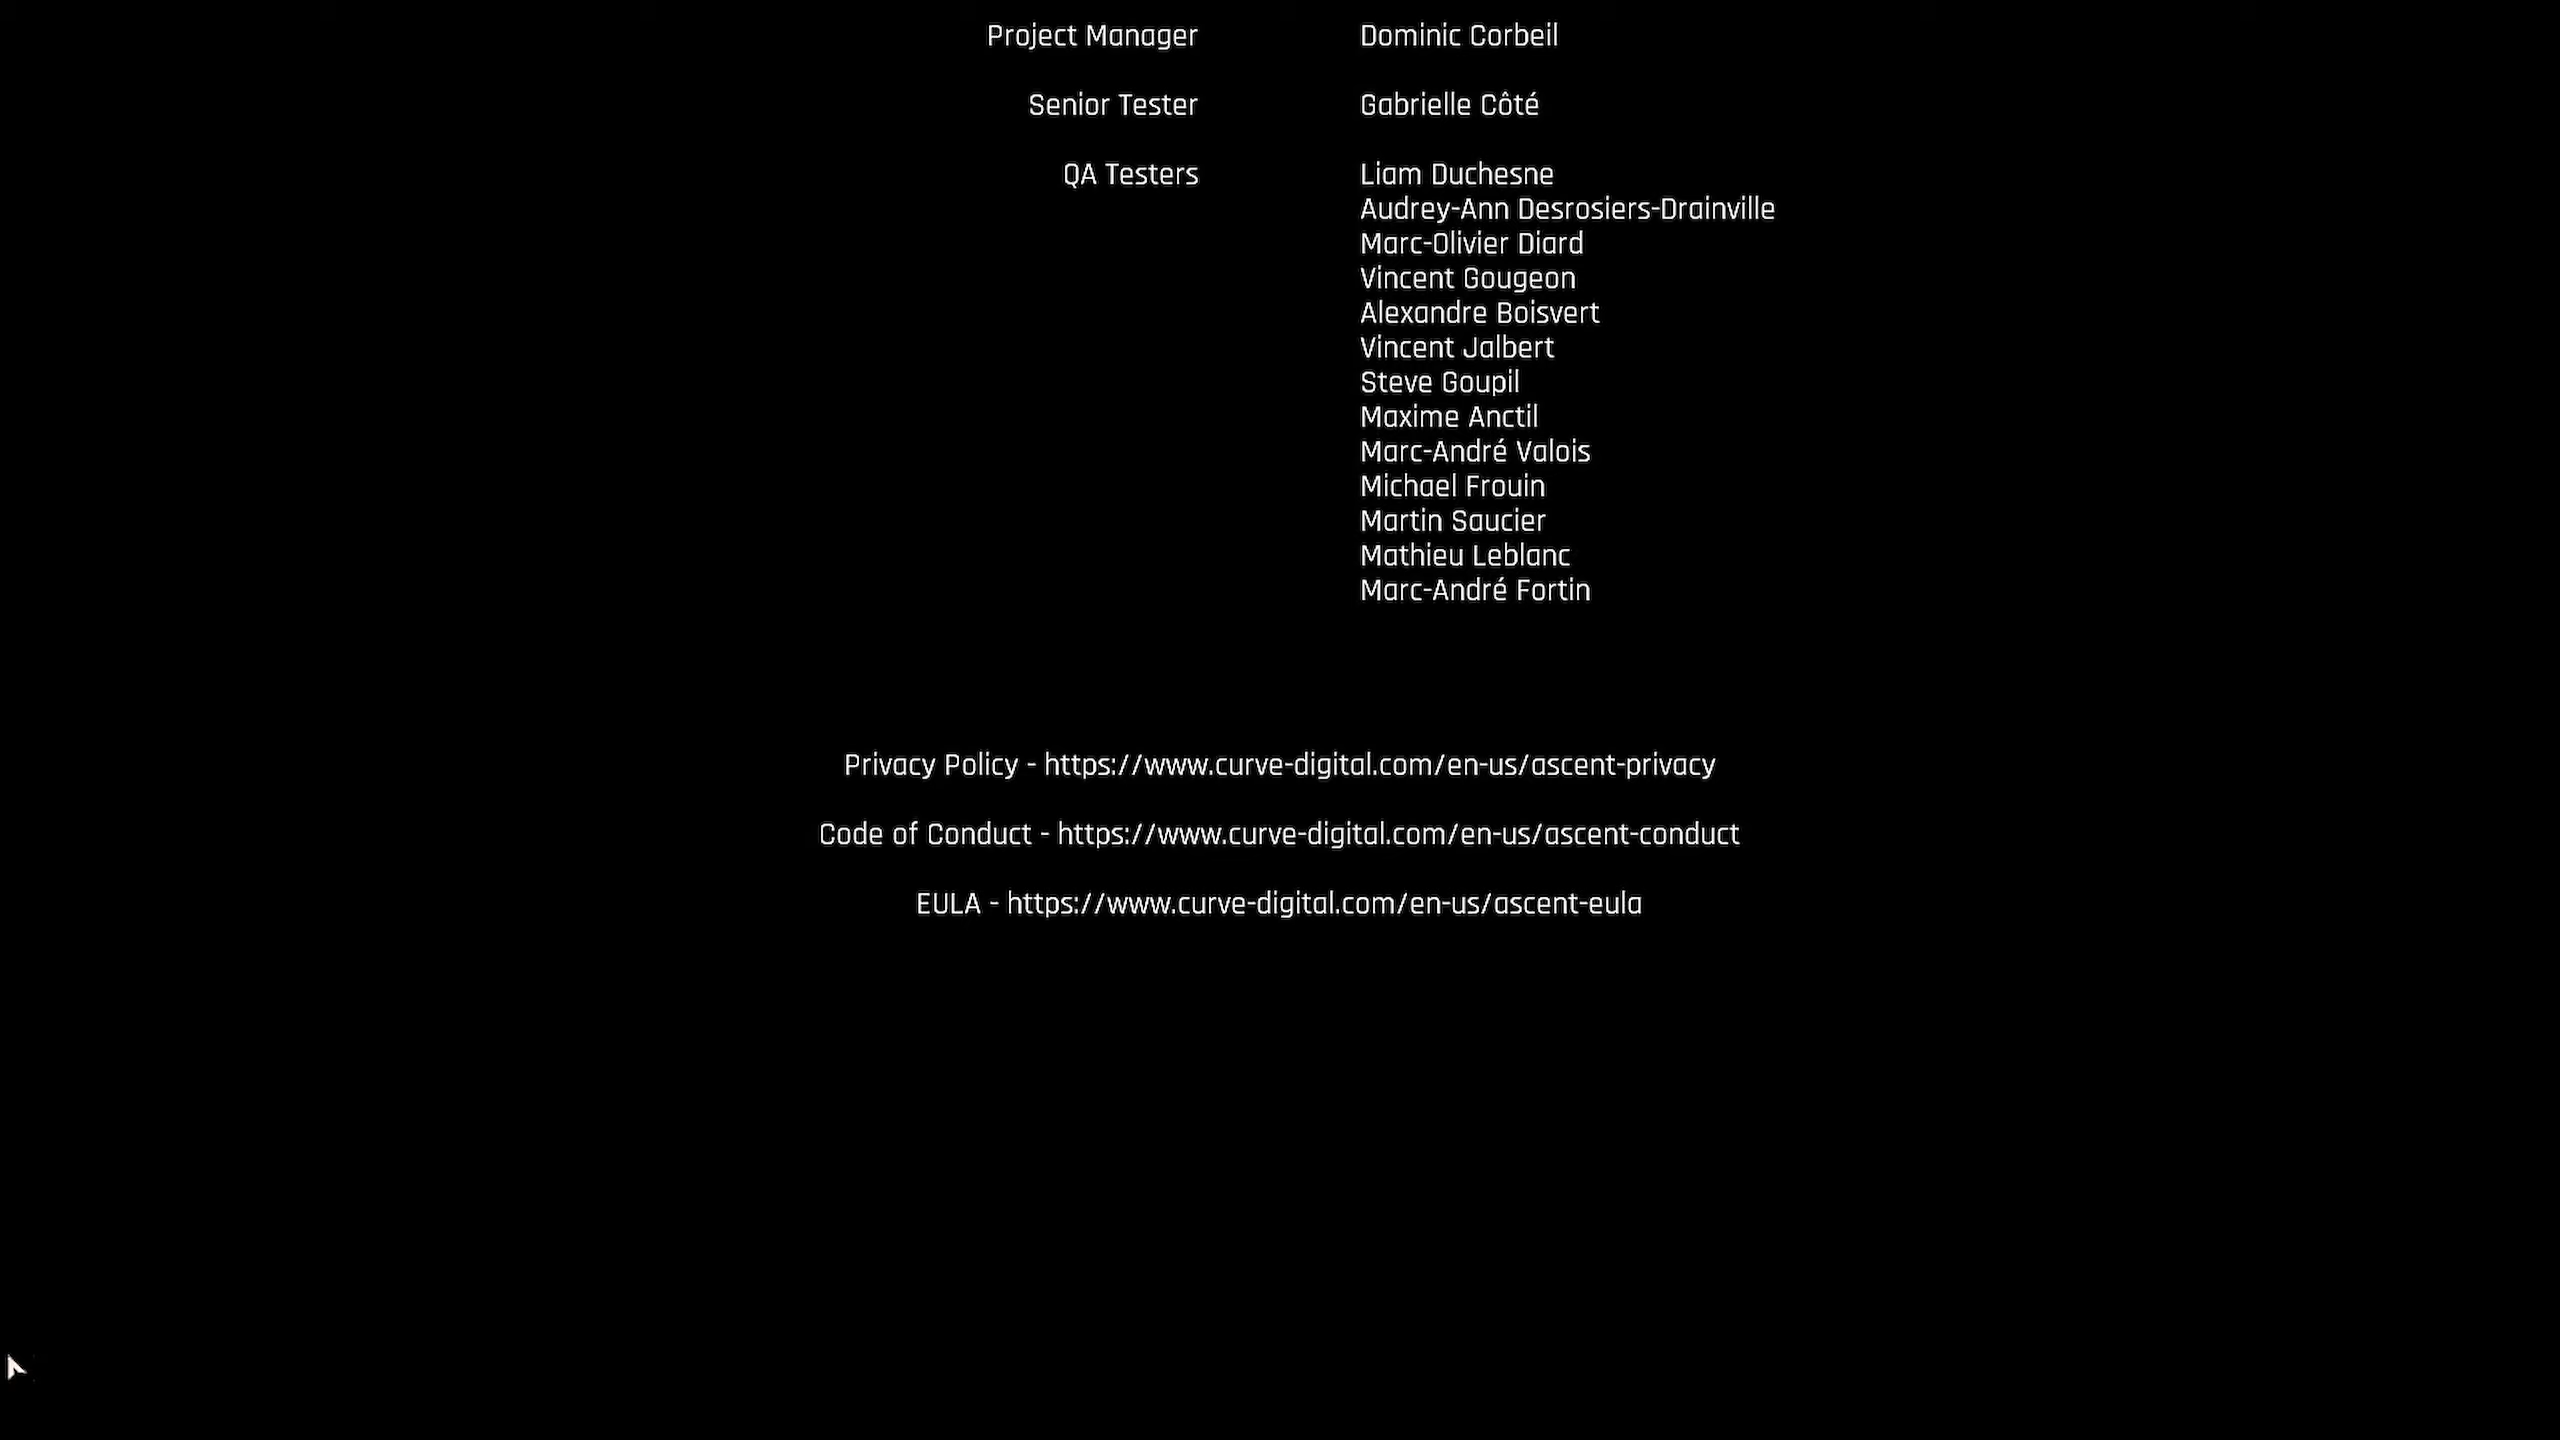 Project Manager Dominic Corbeil
Senior Tester Gabrielle Côté
QA Testers Liam Duchesne
Audrey-Ann Desrosiers-Drainville
Marc-Olivier Diard
Vincent Gougeon
Alexandre Boisvert
Vincent Jalbert
Steve Goupil
Maxime Anctil
Marc-André Valois
Michael Frouin
Martin Saucier
Mathieu Leblanc
Marc-André Fortin
Privacy Policy - https://www.curve-digital.com/en-us/ascent-privacy
Code of Conduct - https://www.curve-digital.com/en-us/ascent-conduct
EULA - https://www.curve-digital.com/en-us/ascent-eula